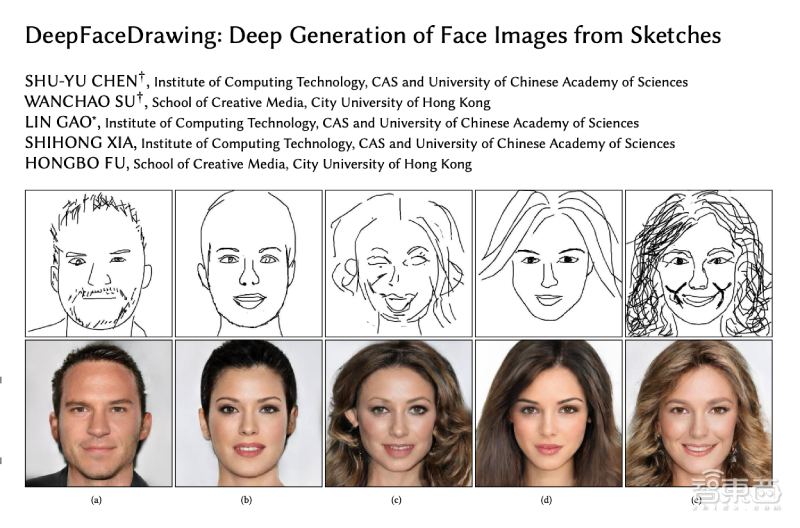 DeepFaceDrawing: Deep Generation of Face Images from Sketches
SHU-YU CHEN†, Institute of Computing Technology, CAS and University of Chinese Academy of Sciences
WANCHAO SU†, School of Creative Media, City University of Hong Kong
LIN GAO*, Institute of Computing Technology, CAS and University of Chinese Academy of Sciences
SHIHONG XIA, Institute of Computing Technology, CAS and University of Chinese Academy of Sciences
HONGBO FU, School of Creative Media, City University of Hong Kong
(a) (b) (c) (d) (e)
智東西